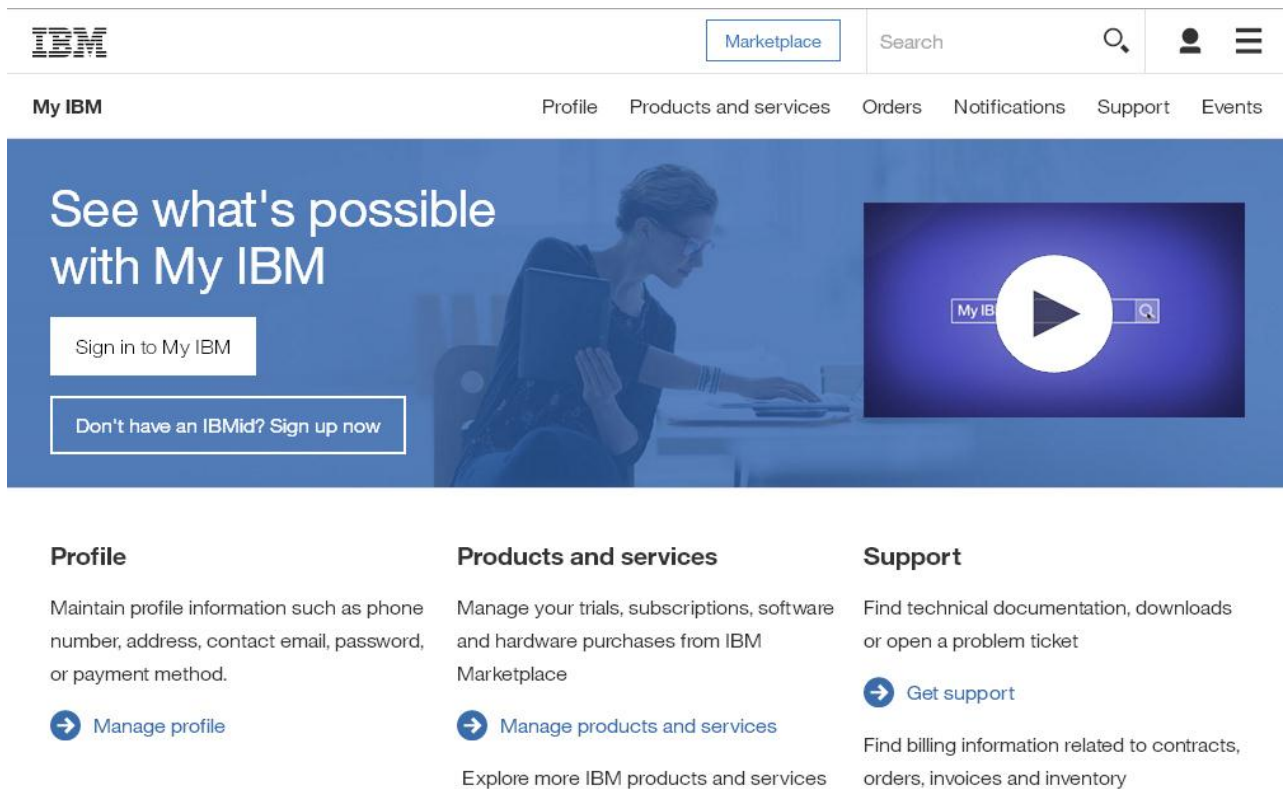 IBM
Marketplace
Search
My IBM
Profile Products and services Orders Notifications Support Events
See what's possible
with My IBM
Sign in to My IBM
Don't have an IBMid? Sign up now
Profile
Maintain profile information such as phone
number, address, contact email, password,
or payment method.
Manage profile
Products and services
Manage your trials, subscriptions, software
and hardware purchases from IBM
Marketplace
Manage products and services
Explore more IBM products and services
Support
Find technical documentation, downloads
or open a problem ticket
Get support
Find billing information related to contracts,
orders, invoices and inventory